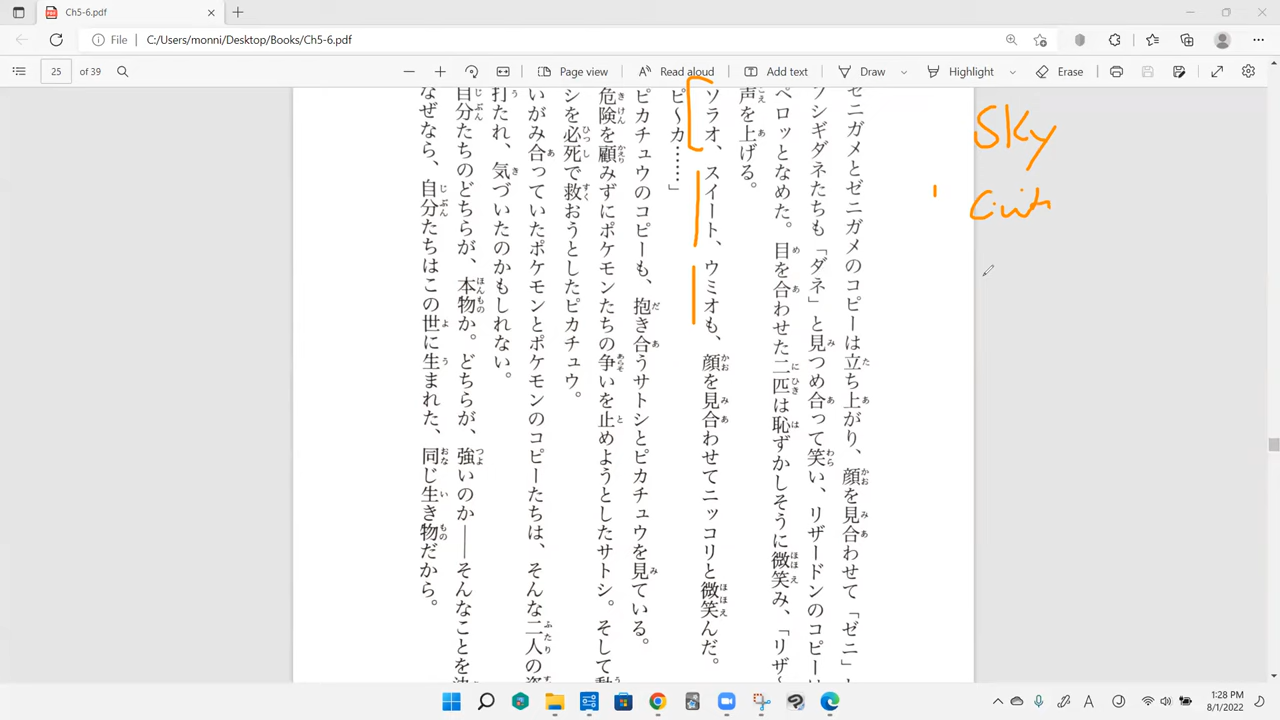 Ch5-6.pdf
File
C:/Users/monni/Desktop/Books/Ch5-6.pdf
25 of 39
Page view
Read aloud
Add text
Draw
Highlight
Erase
ゼニガメとゼニガメのコピーは立ち上がり、顔を見合わせて「ゼニ」と
フシギダネたちも「ダネ」と見つめ合って笑い、リザードンのコピーは
ペロッとなめた。目を合わせた二匹は恥ずかしそうに微笑み、「リザ〜
声を上げる。
ソラオ、スイート、ウミオも、顔を見合わせてニッコリと微笑んだ。
ピ〜カ……」
ピカチュウのコピーも、抱き合うサトシとピカチュウを見ている。
危険を顧みずにポケモンたちの争いを止めようとしたサトシ。そして動
シを必死で救おうとしたピカチュウ。
いがみ合っていたポケモンとポケモンのコピーたちは、そんな二人の姿
打たれ、気づいたのかもしれない。
自分たちのどちらが、本物か。どちらが、強いのか――そんなことを決
なぜなら、自分たちはこの世に生まれた、同じ生き物だから。
Sky
1:28 PM
8/1/2022